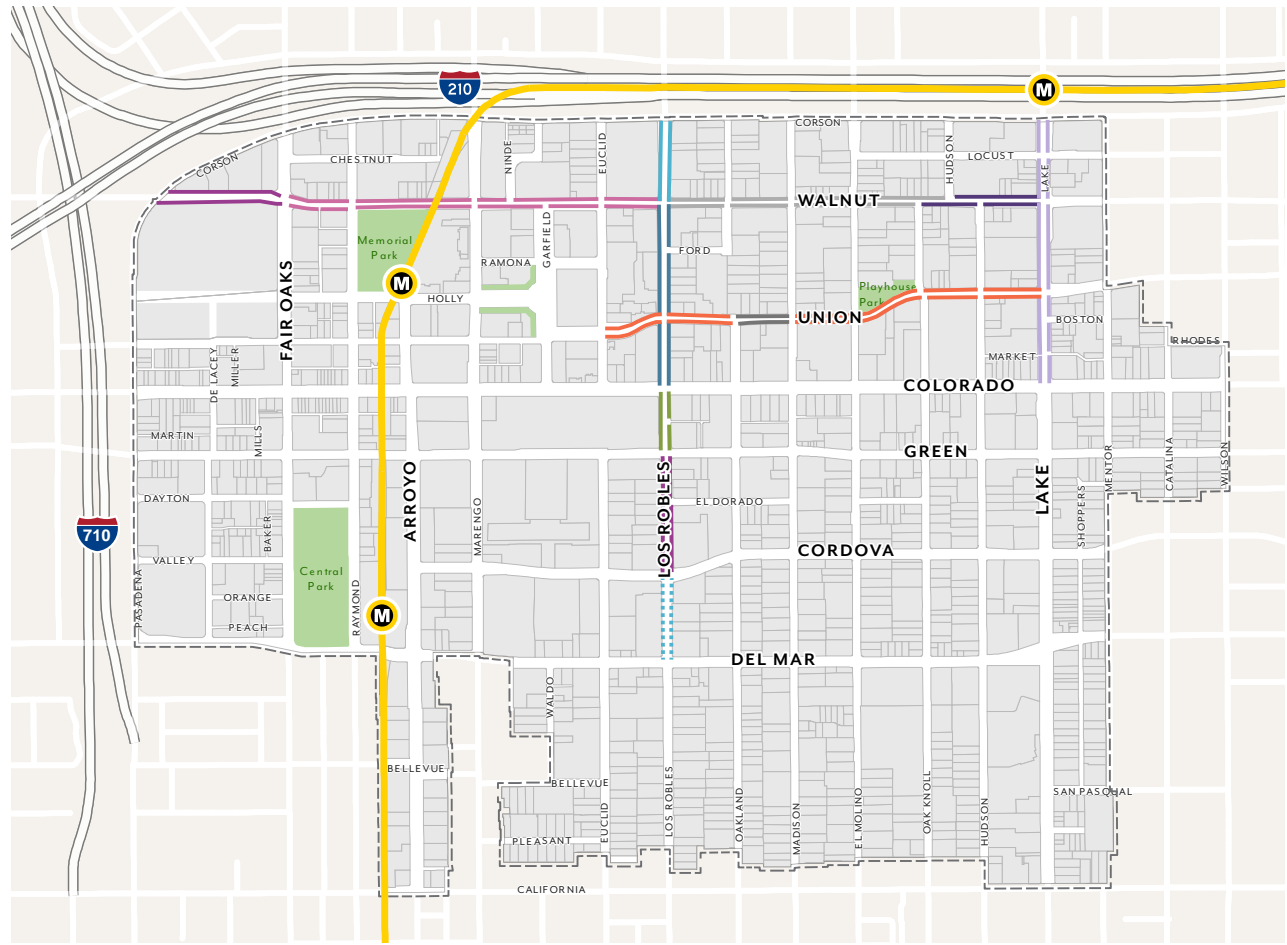 210
M
CORSON
CORSON
CHESTNUT
NINDE
EUCLID
HUDSON
LOCUST
LAKE
WALNUT
Memorial
Park
GARFIELD
FORD
RAMONA
M
HOLLY
FAIR OAKS
Playhouse
Park
UNION
BOSTON
RHODES
DE LACEY
MILLER
MARKET
COLORADO
MARTIN
MILLS
GREEN
DAYTON
BAKER
ARROYO
MARENGO
LOS ROBLES
EL DORADO
LAKE
SHOPPERS
MENTOR
CATALINA
WILSON
710
VALLEY
CORDOVA
Central
Park
PASADENA
ORANGE
PEACH
RAYMOND
M
DEL MAR
WALDO
BELLEVUE
BELLEVUE
EUCLID
LOS ROBLES
OAKLAND
MADISON
EL MOLINO
OAK KNOLL
HUDSON
SAN PASQUAL
PLEASANT
CALIFORNIA
M